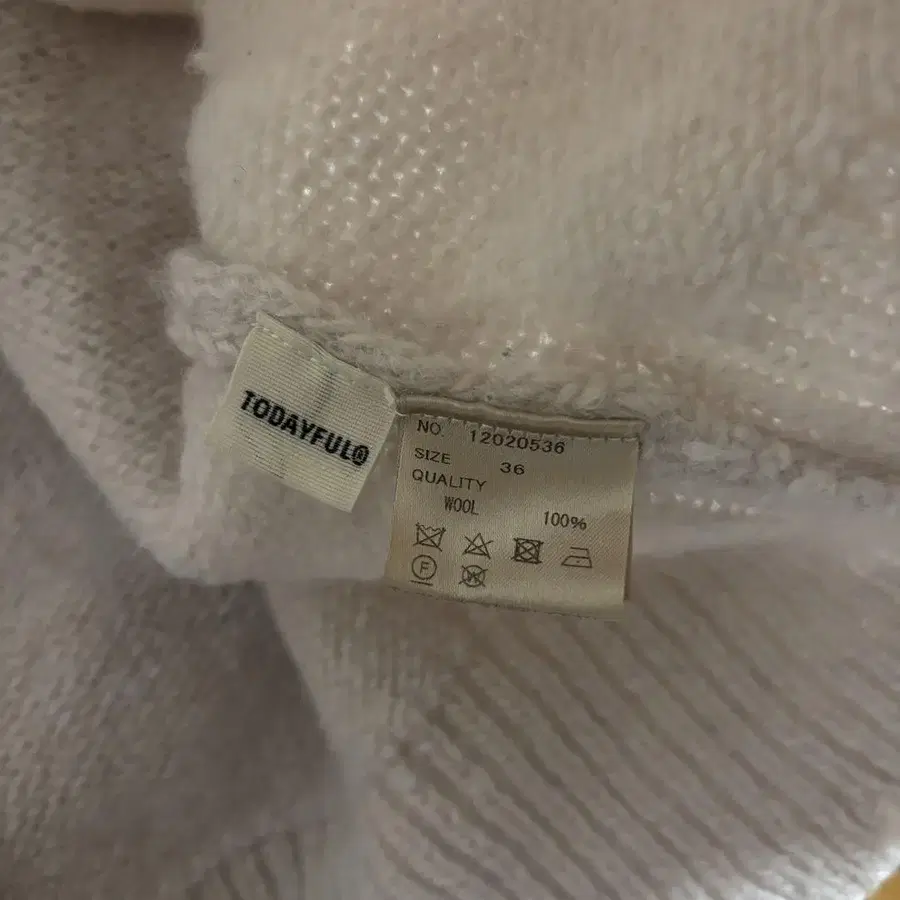 TODAYFUL®
NO. 12020536
SIZE 36
QUALITY
WOOL 100%
F
W